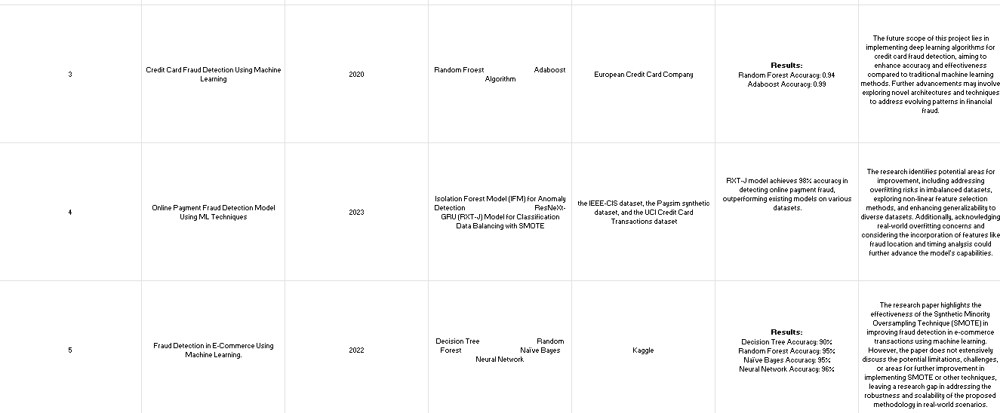 3
Credit Card Fraud Detection Using Machine
Learning
2020
Random Froest Adaboost
Algorithm
European Credit Card Company
Results:
Random Forest Accuracy: 0.94
Adaboost Accuracy: 0.99
The future scope of this project lies in
implementing deep learning algorithms for
credit card fraud detection, aiming to
enhance accuracy and effectiveness
compared to traditional machine learning
methods. Further advancements may involve
exploring novel architectures and techniques
to address evolving patterns in financial
fraud.
4
Online Payment Fraud Detection Model
Using ML Techniques
2023
Isolation Forest Model (IFM) for Anomaly
Detection ResNeXt-
GRU (RXT-J) Model for Classification
Data Balancing with SMOTE
the IEEE-CIS dataset, the Paysim synthetic
dataset, and the UCI Credit Card
Transactions dataset
RXT-J model achieves 98% accuracy in
detecting online payment fraud,
outperforming existing models on various
datasets.
The research identifies potential areas for
improvement, including addressing
overfitting risks in imbalanced datasets,
exploring non-linear feature selection
methods, and enhancing generalizability to
diverse datasets. Additionally, acknowledging
real-world overfitting concerns and
considering the incorporation of features like
fraud location and timing analysis could
further advance the model's capabilities.
5
Fraud Detection in E-Commerce Using
Machine Learning.
2022
Decision Tree Random
Forest Naïve Bayes
Neural Network
Kaggle
Results:
Decision Tree Accuracy: 90%
Random Forest Accuracy: 95%
Naïve Bayes Accuracy: 95%
Neural Network Accuracy: 96%
The research paper highlights the
effectiveness of the Synthetic Minority
Oversampling Technique (SMOTE) in
improving fraud detection in e-commerce
transactions using machine learning.
However, the paper does not extensively
discuss the potential limitations, challenges,
or areas for further improvement in
implementing SMOTE or other techniques,
leaving a research gap in addressing the
robustness and scalability of the proposed
methodology in real-world scenarios.